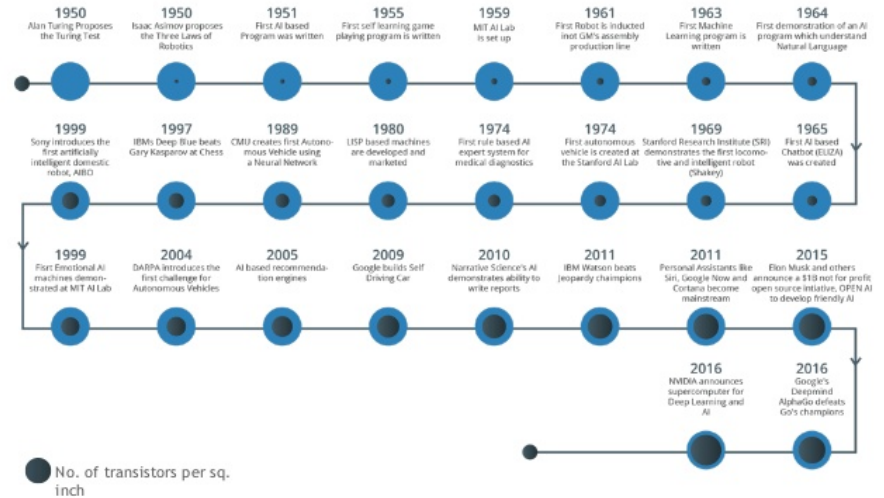 1950
Alan Turing Proposes
the Turing Test
1950
Isaac Asimov proposes
the Three Laws of
Robotics
1951
First AI based
Program was written
1955
First self learning game
playing program is written
1959
MIT AI Lab
is set up
1961
First Robot is inducted
inot GM's assembly
production line
1963
First Machine
Learning program is
written
1964
First demonstration of an AI
program which understand
Natural Language
1999
Sony introduces the
first artificially
intelligent domestic
robot, AIBO
1997
IBMs Deep Blue beats
Gary Kasparov at Chess
1989
CMU creates first Autono-
mous Vehicle using
a Neural Network
1980
LISP based machines
are developed and
marketed
1974
First rule based AI
expert system for
medical diagnostics
1974
First autonomous
vehicle is created at
the Stanford AI Lab
1969
Stanford Research Institute (SRI)
demonstrates the first locomo-
tive and intelligent robot
(Shakey)
1965
First AI based
Chatbot (ELIZA)
was created
1999
Fisrt Emotional AI
machines demon-
strated at MIT AI Lab
2004
DARPA introduces the
first challenge for
Autonomous Vehicles
2005
AI based recommenda-
tion engines
2009
Google builds Self
Driving Car
2010
Narrative Science's AI
demonstrates ability to
write reports
2011
IBM Watson beats
Jeopardy chaimpions
2011
Personal Assistants like
Siri, Google Now and
Cortana become
mainstream
2015
Elon Musk and others
announce a $1B not for profit
open source intiative, OPEN AI
to develop friendly AI
2016
NVIDIA announces
supercomputer for
Deep Learning and
AI
2016
Google's
Deepmind
AlphaGo defeats
Go's champions
No. of transistors per sq.
inch